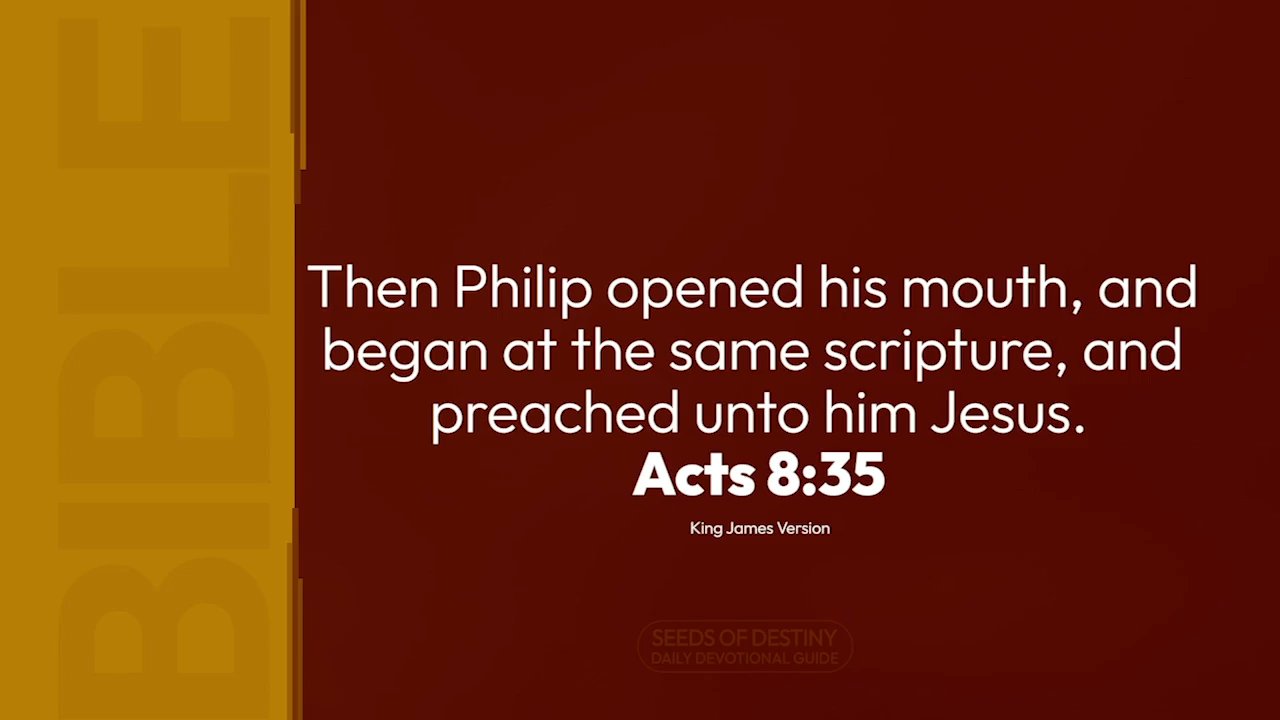 BIBLE
Then Philip opened his mouth, and
began at the same scripture, and
preached unto him Jesus.
Acts 8:35
King James Version
SEEDS OF DESTINY
DAILY DEVOTIONAL GUIDE